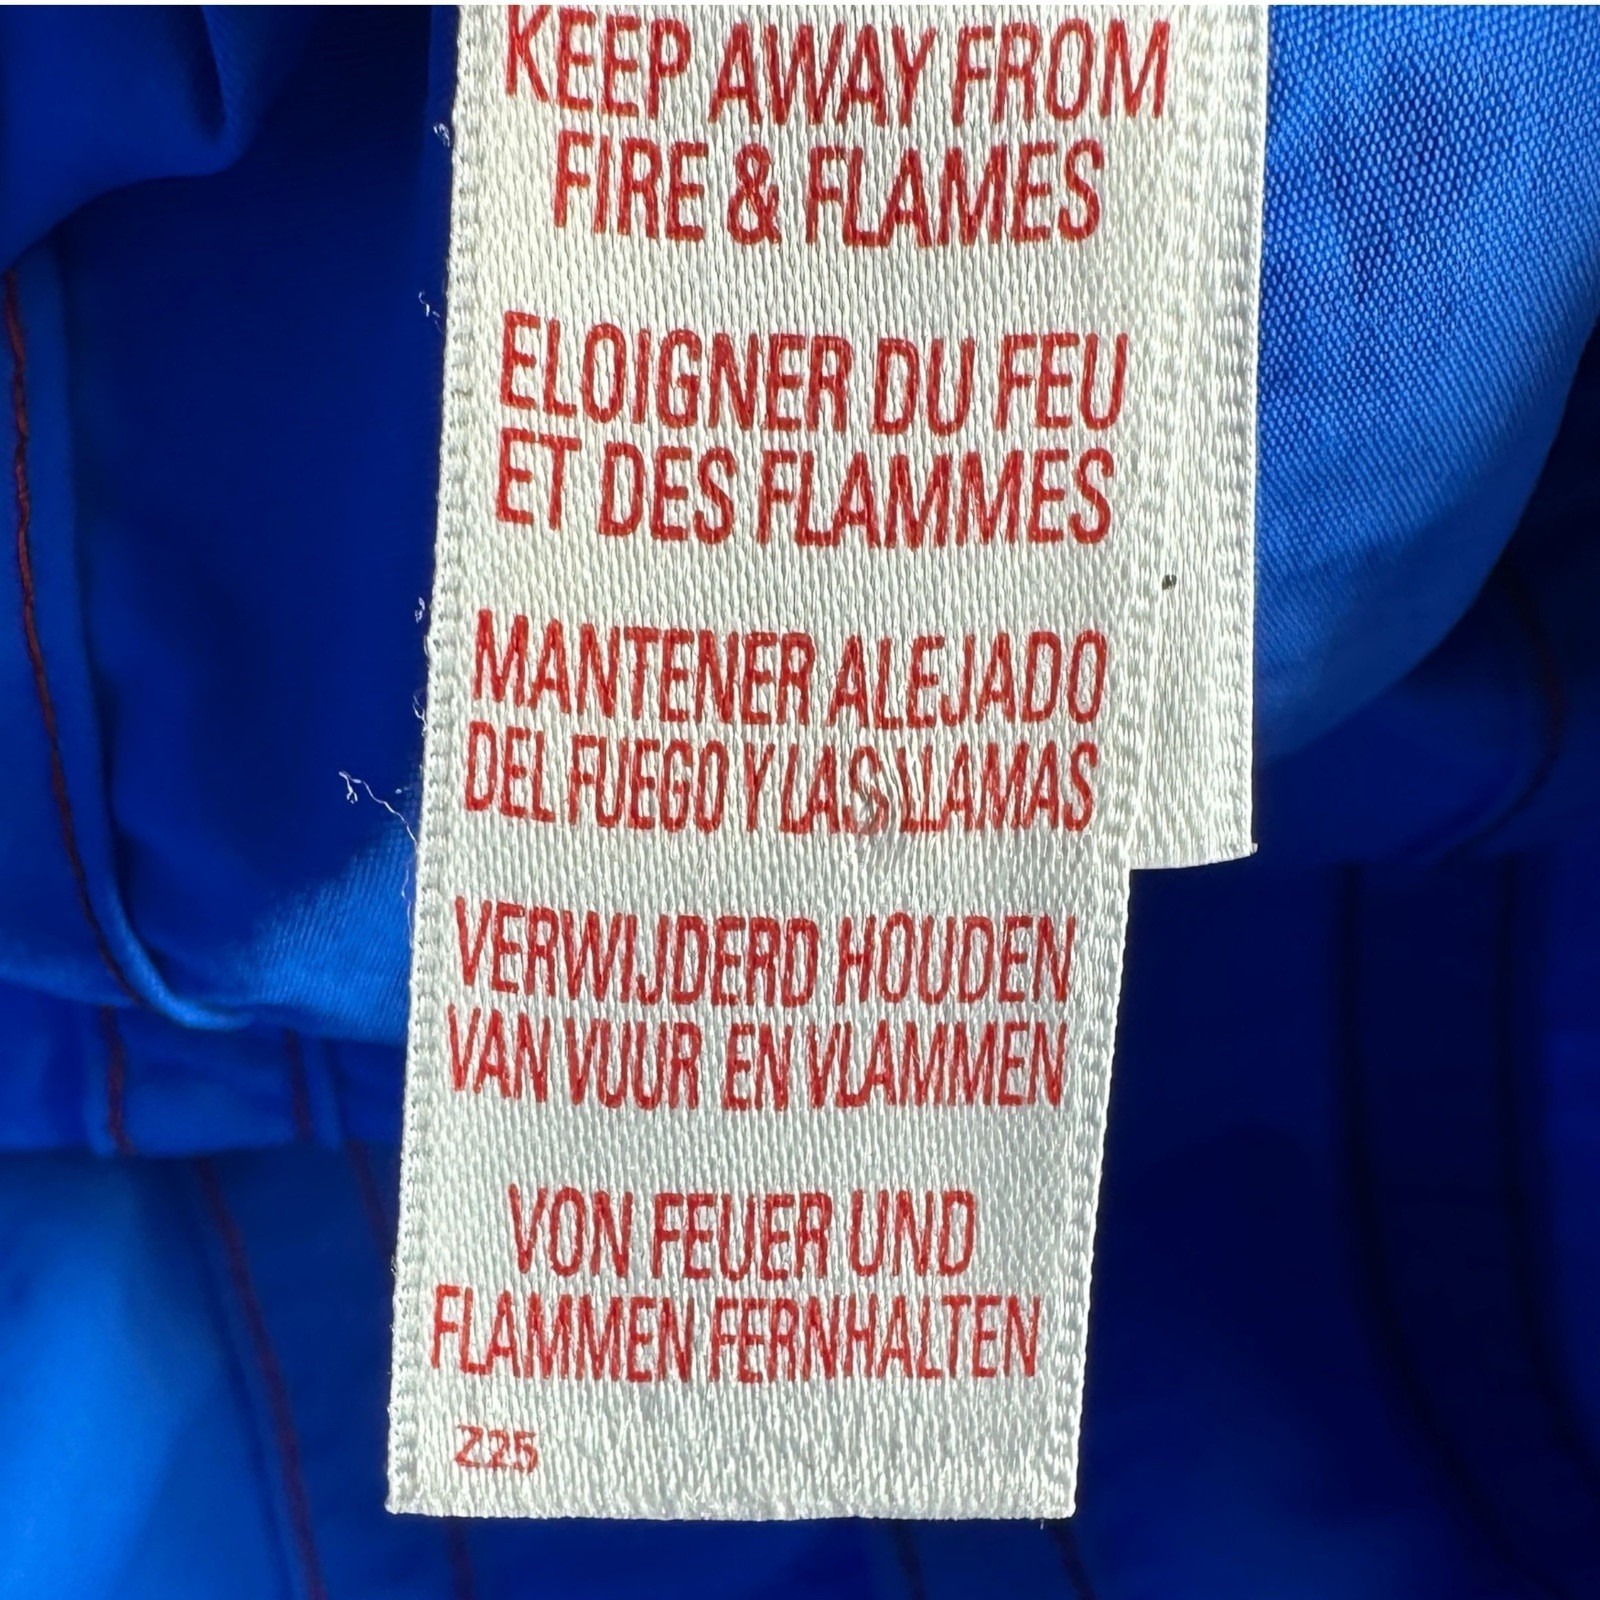 KEEP AWAY FROM
FIRE & FLAMES
ELOIGNER DU FEU
ET DES FLAMMES
MANTENER ALEJADO
DEL FUEGO Y LAS LLAMAS
VERWIJDERD HOUDEN
VAN VUUR EN VLAMMEN
VON FEUER UND
FLAMMEN FERNHALTEN
Z25